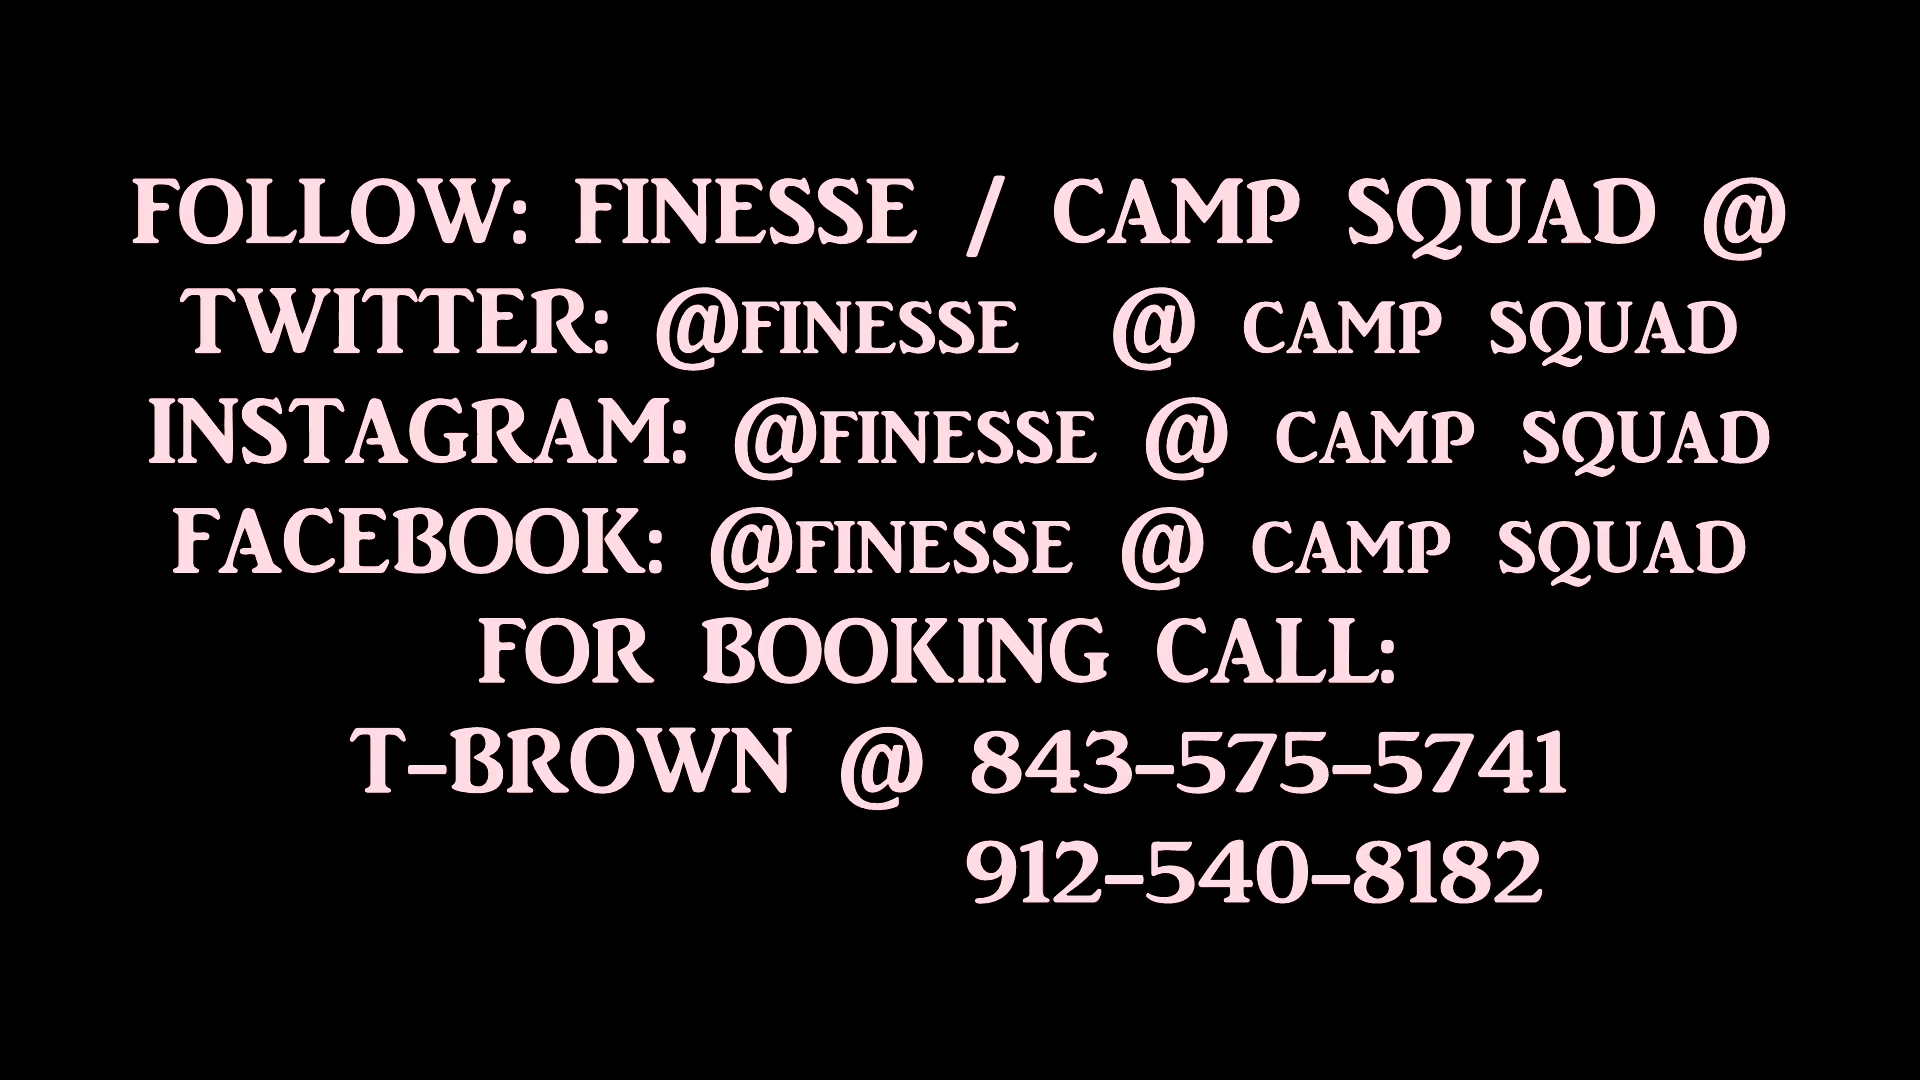 FOLLOW: FINESSE / CAMP SQUAD @
TWITTER: @FINESSE @ CAMP SQUAD
INSTAGRAM: @FINESSE @ CAMP SQUAD
FACEBOOK: @FINESSE @ CAMP SQUAD
FOR BOOKING CALL:
T-BROWN @ 843-575-5741
912-540-8182